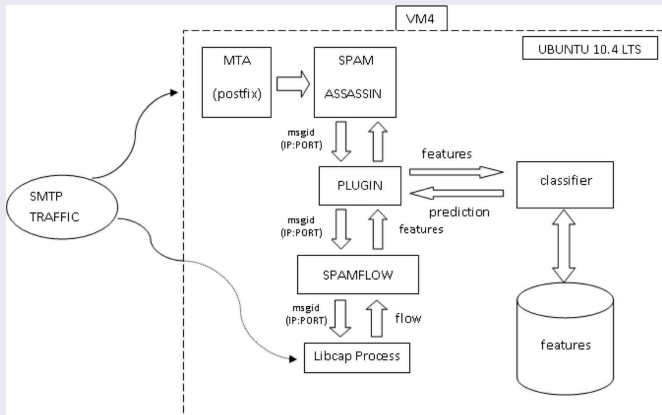 VM4
UBUNTU 10.4 LTS
MTA
(postfix)
SPAM
ASSASSIN
msgid
(IP:PORT)
features
PLUGIN
classifier
prediction
SMTP
TRAFFIC
msgid
(IP:PORT)
features
SPAMFLOW
msgid
(IP:PORT)
flow
Libcap Process
features